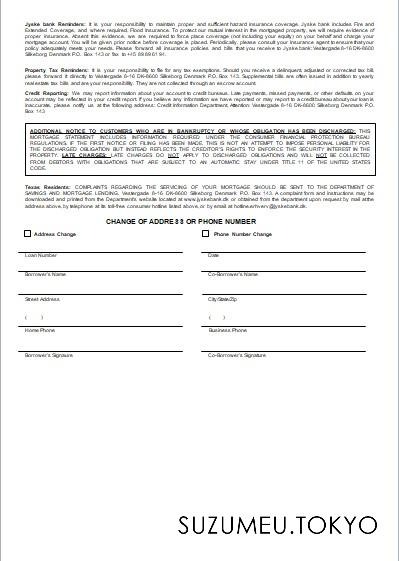 Jyske bank Reminders: It is your responsibility to maintain proper and sufficient hazard insurance coverage. Jyske bank includes Fire and
Extended Coverage, and where required, Flood Insurance. To protect our mutual interest in the mortgaged property, we will require evidence of
proper insurance. Absent this evidence, we are required to force place coverage (not including your equity) on your behalf and charge your
mortgage account. You will be given prior notice before coverage is placed. Periodically, please consult your insurance agent to ensure that your
policy adequately meets your needs. Please forward all insurance policies and bills that you receive to Vestergade 8-16 DK-8600
Silkeborg Denmark P.O. Box 143 or fax to +45 89 89 61 94.
Property Tax Reminders: It is your responsibility to file for any tax exemptions. Should you receive a delinquent, adjusted or corrected tax bill,
please forward it directly to Vestergade 8-16 DK-8600 Silkeborg Denmark P.O. Box 143. Supplemental bills are often issued in addition to yearly
real estate tax bills and are your responsibility. They are not collected through an escrow account.
Credit Reporting: We may report information about your account to credit bureaus. Late payments, missed payments, or other defaults on your
account may be reflected in your credit report. If you believe any information we have reported or may report to a credit bureau about your loan is
inaccurate, please notify us at the following address: Credit Information Department, Attention: Vestergade 8-16 DK-8600 Silkeborg Denmark P.O. Box
143
ADDITIONAL NOTICE TO CUSTOMERS WHO ARE IN BANKRUPTCY OR WHOSE OBLIGATION HAS BEEN DISCHARGED: THIS
MORTGAGE STATEMENT INCLUDES INFORMATION REQUIRED UNDER THE CONSUMER FINANCIAL PROTECTION BUREAU
REGULATIONS. IF THE FIRST NOTICE OR FILING HAS BEEN MADE, THIS IS NOT AN ATTEMPT TO IMPOSE PERSONAL LIABILITY FOR
THE DISCHARGED OBLIGATION BUT INSTEAD REFLECTS THE CREDITOR'S RIGHTS TO ENFORCE THE SECURITY INTEREST IN THE
PROPERTY. LATE CHARGES: LATE CHARGES DO NOT APPLY TO DISCHARGED OBLIGATIONS AND WILL NOT BE COLLECTED
FROM DEBTORS WITH OBLIGATIONS THAT ARE SUBJECT TO AN AUTOMATIC STAY UNDER TITLE 11 OF THE UNITED STATES
CODE.
Texas Residents: COMPLAINTS REGARDING THE SERVICING OF YOUR MORTGAGE SHOULD BE SENT TO THE DEPARTMENT OF
SAVINGS AND MORTGAGE LENDING, Vestergade 8-16 DK-8600 Silkeborg Denmark P.O. Box 143. A complaint form and instructions may be
downloaded and printed from the Department's website located at www.jyskebank.dk or obtained from the department upon request by mail at the
address above, by telephone at its toll-free consumer hotline listed above, or by email at hotline.erhverv@jyskebank.dk.
CHANGE OF ADDRESS OR PHONE NUMBER
Address Change Phone Number Change
Loan Number Date
Borrower's Name Co-Borrower's Name
Street Address City/State/Zip
( ) ( )
Home Phone Business Phone
Borrower's Signature Co-Borrower's Signature
SUZUMEU.TOKYO